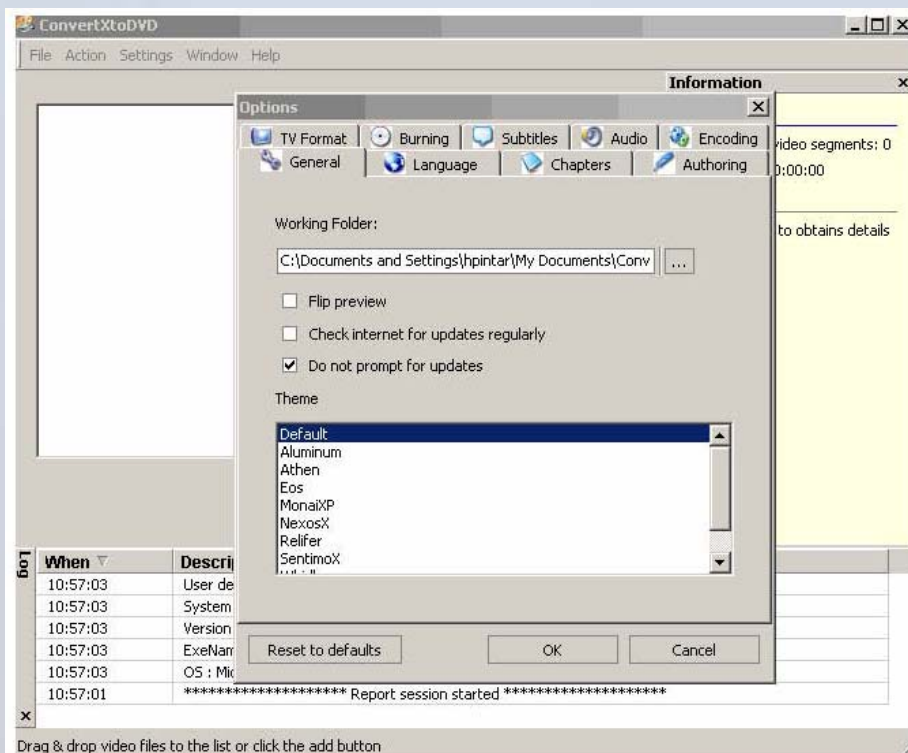 ConvertXtoDVD
File Action Settings Window Help
Information
Options
TV Format Burning Subtitles Audio Encoding
General Language Chapters Authoring
video segments: 0
0:00:00
to obtains details
Working Folder:
C:\Documents and Settings\hpintar\My Documents\Conv ...
Flip preview
Check internet for updates regularly
Do not prompt for updates
Theme
Default
Aluminum
Athen
Eos
MonaiXP
NexosX
Relifer
SentimoX
Reset to defaults OK Cancel
Log
When Descri
10:57:03 User de
10:57:03 System
10:57:03 Version
10:57:03 ExeNam
10:57:03 OS : Mic
10:57:01 ********************* Report session started *********************
Drag & drop video files to the list or click the add button